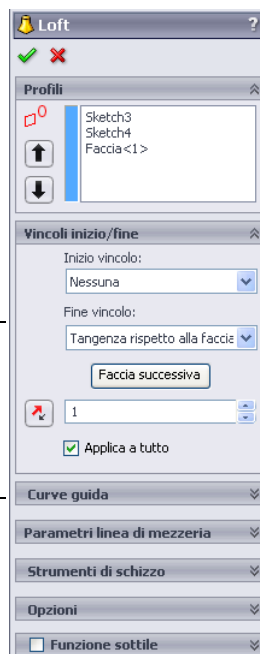 Loft ?
Profili
Sketch3
Sketch4
Faccia<1>
Vincoli inizio/fine
Inizio vincolo:
Nessuna
Fine vincolo:
Tangenza rispetto alla faccia
Faccia successiva
1
Applica a tutto
Curve guida
Parametri linea di mezzeria
Strumenti di schizzo
Opzioni
Funzione sottile